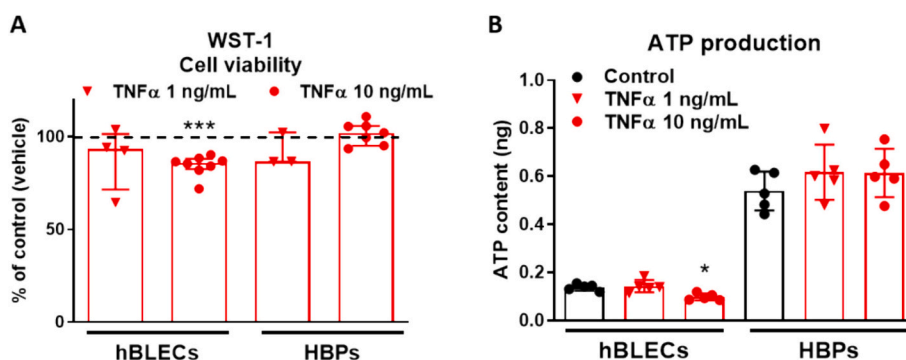 A
WST-1
Cell viability
TNFα 1 ng/mL TNFα 10 ng/mL
***
% of control (vehicle)
100
50
0
hBLECs HBPs
B
ATP production
Control
TNFα 1 ng/mL
TNFα 10 ng/mL
ATP content (ng)
1.0
0.8
0.6
0.4
0.2
0.0
*
hBLECs HBPs